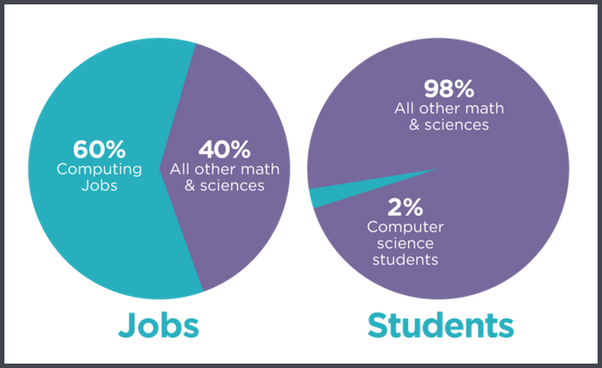 60%
Computing
Jobs
40%
All other math
& sciences
Jobs
98%
All other math
& sciences
2%
Computer
science
students
Students